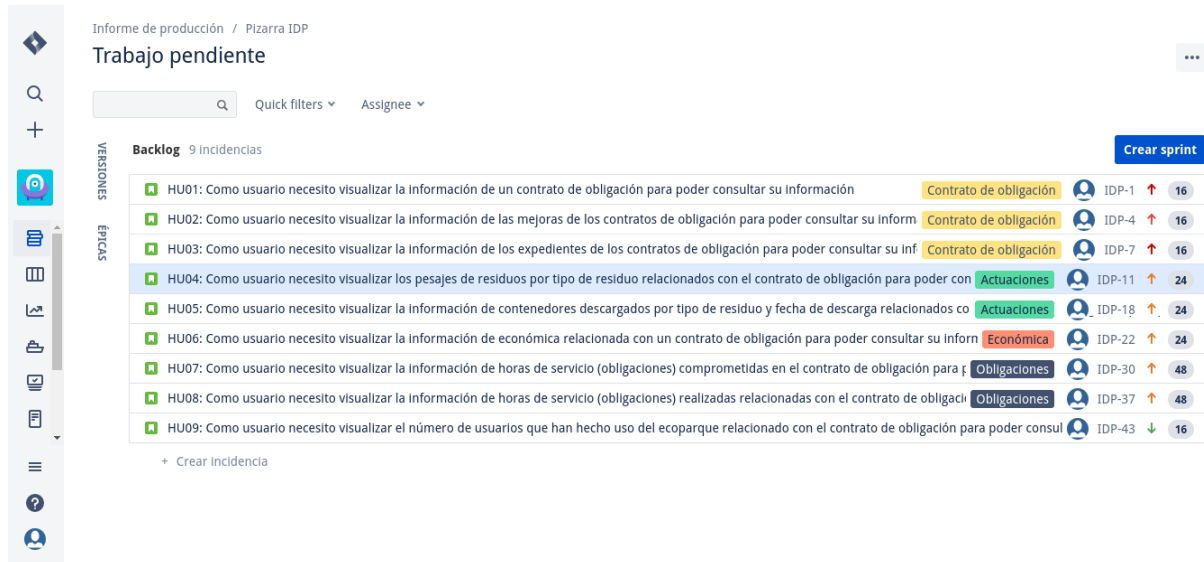 Informe de producción / Pizarra IDP
Trabajo pendiente
Quick filters Assignee
VERSIONES
ÉPICAS
Backlog 9 incidencias Crear sprint
HU01: Como usuario necesito visualizar la información de un contrato de obligación para poder consultar su información Contrato de obligación IDP-1 16
HU02: Como usuario necesito visualizar la información de las mejoras de los contratos de obligación para poder consultar su inform Contrato de obligación IDP-4 16
HU03: Como usuario necesito visualizar la información de los expedientes de los contratos de obligación para poder consultar su inf Contrato de obligación IDP-7 16
HU04: Como usuario necesito visualizar los pesajes de residuos por tipo de residuo relacionados con el contrato de obligación para poder con Actuaciones IDP-11 24
HU05: Como usuario necesito visualizar la información de contenedores descargados por tipo de residuo y fecha de descarga relacionados co Actuaciones IDP-18 24
HU06: Como usuario necesito visualizar la información de económica relacionada con un contrato de obligación para poder consultar su inform Económica IDP-22 24
HU07: Como usuario necesito visualizar la información de horas de servicio (obligaciones) comprometidas en el contrato de obligación para p Obligaciones IDP-30 48
HU08: Como usuario necesito visualizar la información de horas de servicio (obligaciones) realizadas relacionadas con el contrato de obligaci Obligaciones IDP-37 48
HU09: Como usuario necesito visualizar el número de usuarios que han hecho uso del ecoparque relacionado con el contrato de obligación para poder consul IDP-43 16
+ Crear incidencia